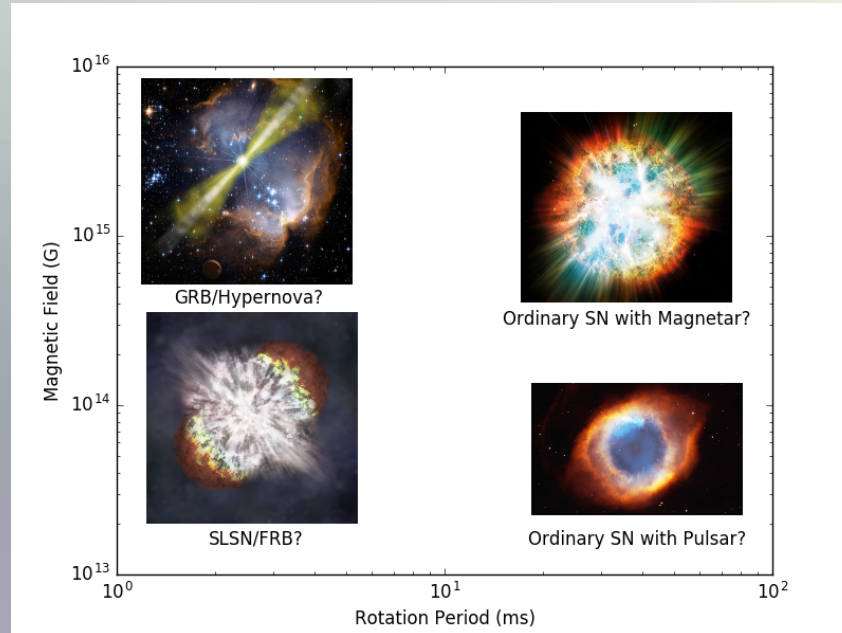 10^16
10^15
10^14
10^13
Magnetic Field (G)
GRB/Hypernova?
Ordinary SN with Magnetar?
SLSN/FRB?
Ordinary SN with Pulsar?
10^0
10^1
10^2
Rotation Period (ms)